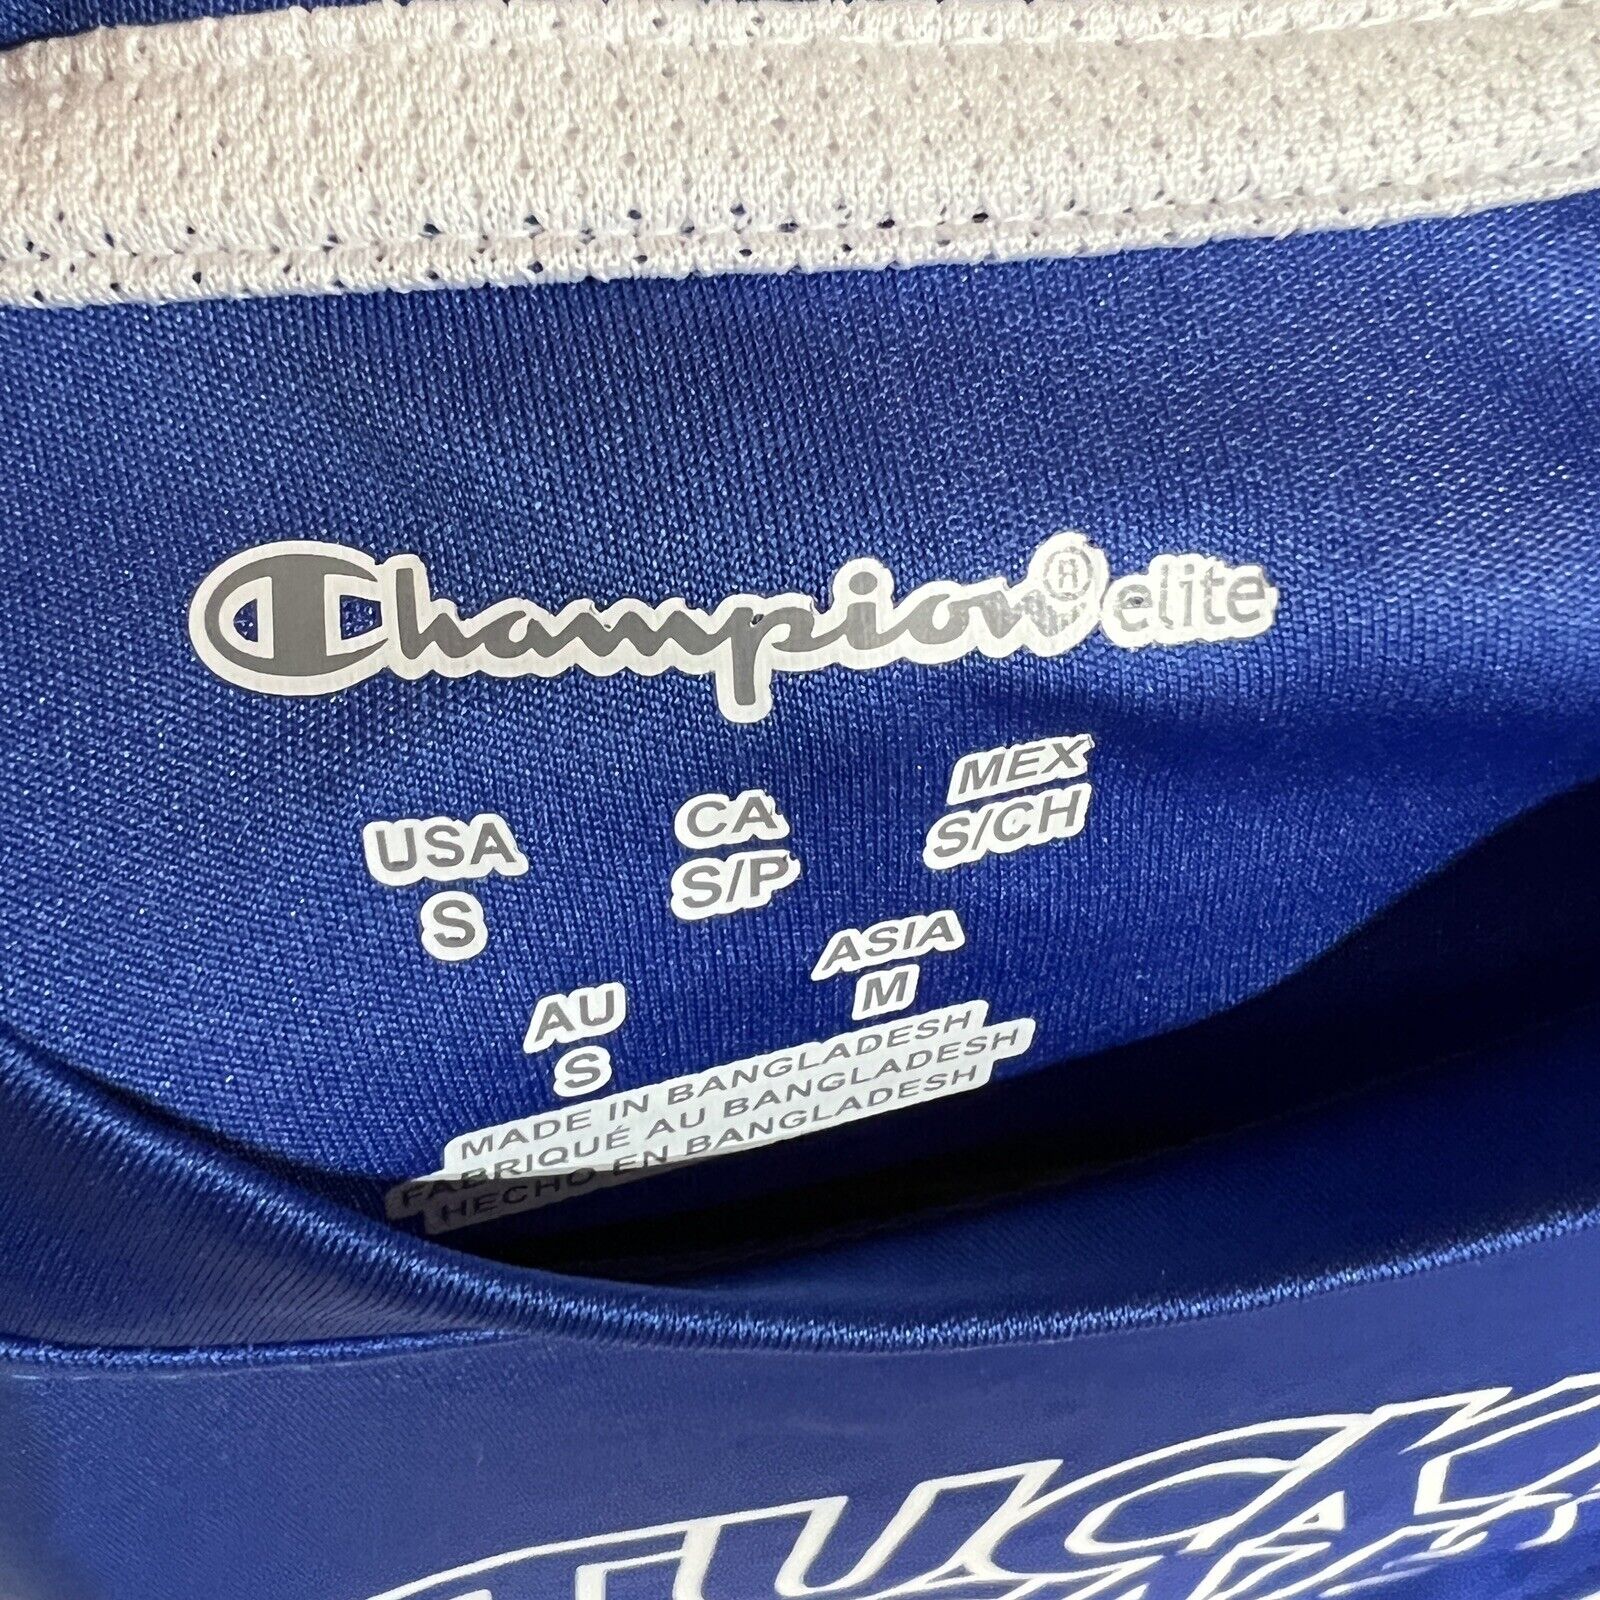 Champion® elite
USA
S
CA
S/P
MEX
S/CH
AU
S
ASIA
M
MADE IN BANGLADESH
FABRIQUÉ AU BANGLADESH
HECHO EN BANGLADESH